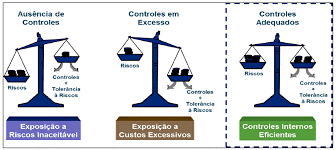 Ausência de
Controles
Riscos
Controles
+
Tolerância
à Riscos
Exposição a
Riscos Inaceitável
Controles em
Excesso
Riscos
Controles
+
Tolerância
à Riscos
Exposição a
Custos Excessivos
Controles
Adequados
Riscos
Controles
+
Tolerância
à Riscos
Controles Internos
Eficientes